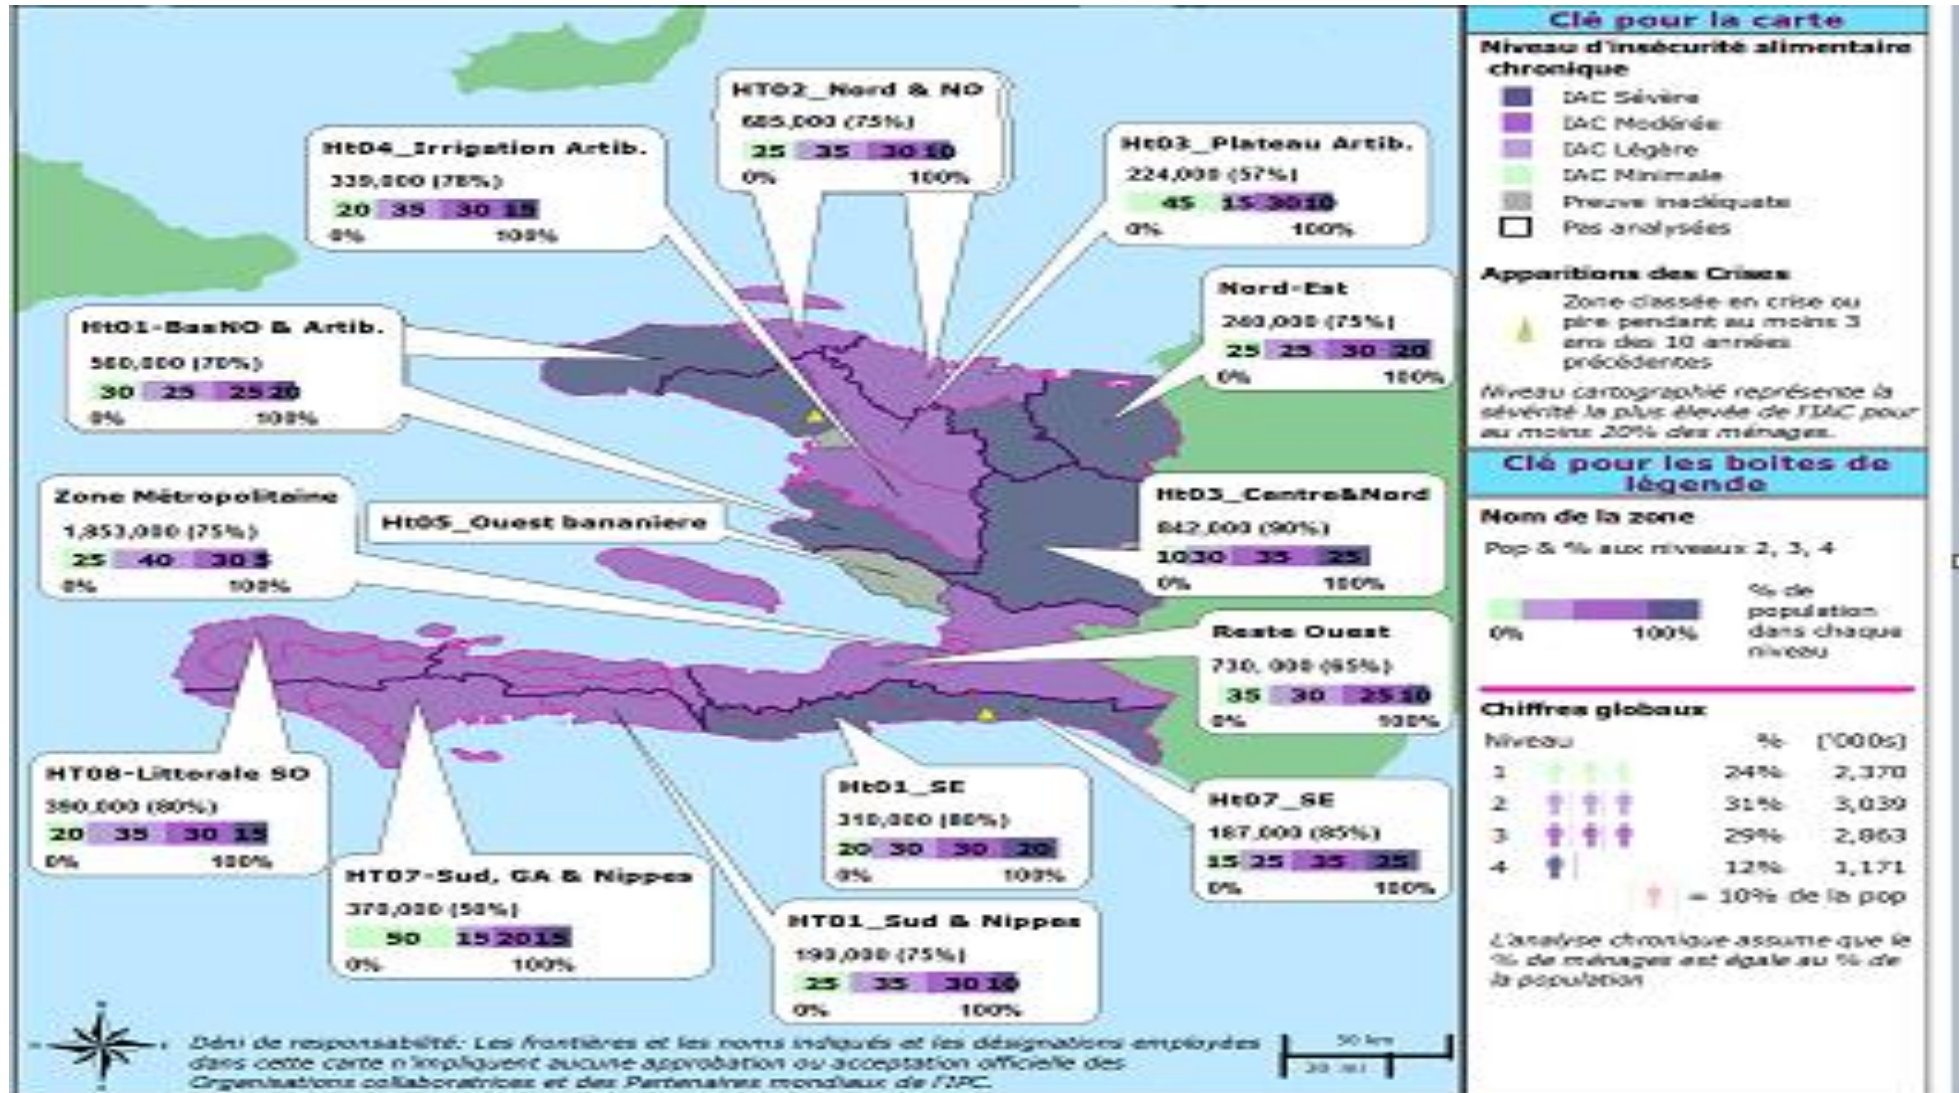 HT02_Nord & NO
685,000 (75%)
25 35 30 10
0% 100%
Ht04_Irrigation Artib.
339,000 (78%)
20 35 30 15
0% 100%
Ht03_Plateau Artib.
224,000 (57%)
45 15 30 10
0% 100%
Nord-Est
240,000 (75%)
25 25 30 20
0% 100%
Ht01-BasNO & Artib.
560,000 (70%)
30 25 25 20
0% 100%
Zone Métropolitaine
1,853,000 (75%)
25 40 30 5
0% 100%
Ht05_Ouest bananiere
Ht03_Centre&Nord
842,000 (90%)
10 30 35 25
0% 100%
Reste Ouest
730, 000 (65%)
35 30 25 10
0% 100%
HT08-Littorale SO
(80%)
20 35 30 15
0% 100%
HT07-Sud, GA & Nippes
370,000 (50%)
50 15 20 15
0% 100%
Ht01_SE
310,000 (80%)
20 30 30 20
0% 100%
Ht07_SE
187,000 (85%)
15 25 35 25
0% 100%
HT01_Sud & Nippes
190,000 (75%)
25 35 30 10
0% 100%
Déni de responsabilité: Les frontières et les noms indiqués et les désignations employées
dans cette carte n'impliquent aucune approbation ou acceptation officielle des
Organisations collaboratrices et des Partenaires mondiaux de l'IPC.
50 km
Clé pour la carte
Niveau d'insécurité alimentaire
chronique
IAC Sévère
IAC Modérée
IAC Légère
IAC Minimale
Preuve inadéquate
Pas analysées
Apparitions des Crises
Zone classée en crise ou
pire pendant au moins 3
ans des 10 années
précédentes
Niveau cartographié représente la
sévérité la plus élevée de l'IAC pour
au moins 20% des ménages.
Clé pour les boites de
légende
Nom de la zone
Pop & % aux niveaux 2, 3, 4
% de
population
dans chaque
niveau
0% 100%
Chiffres globaux
Niveau % ('000s)
1 24% 2,370
2 31% 3,039
3 29% 2,863
4 12% 1,171
= 10% de la pop
L'analyse chronique assume que le
% de ménages est égale au % de
la population